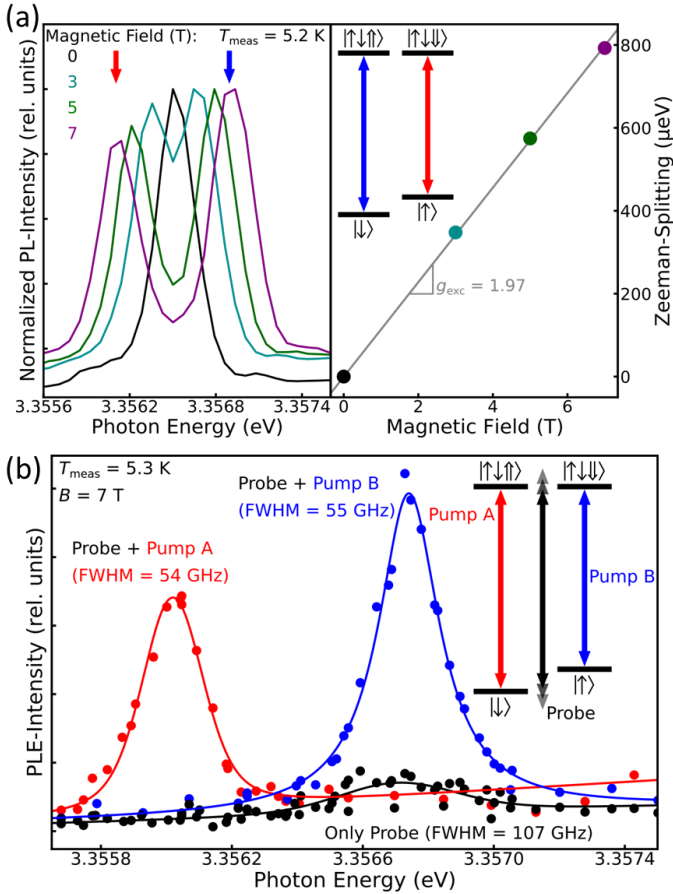 (a)
Magnetic Field (T):
T_meas = 5.2 K
0
3
5
7
Normalized PL-Intensity (rel. units)
3.3556
3.3562
3.3568
3.3574
Photon Energy (eV)
|↑↓⇑⟩
|↑↓⇓⟩
|↓⟩
|↑⟩
g_exc = 1.97
800
600
400
200
0
Zeeman-Splitting (μeV)
0
2
4
6
Magnetic Field (T)
(b)
T_meas = 5.3 K
B = 7 T
Probe + Pump B
(FWHM = 55 GHz)
Probe + Pump A
(FWHM = 54 GHz)
|↑↓⇑⟩
|↑↓⇓⟩
Pump A
Pump B
|↑⟩
|↓⟩
Probe
Only Probe (FWHM = 107 GHz)
PLE-Intensity (rel. units)
3.3558
3.3562
3.3566
3.3570
3.3574
Photon Energy (eV)